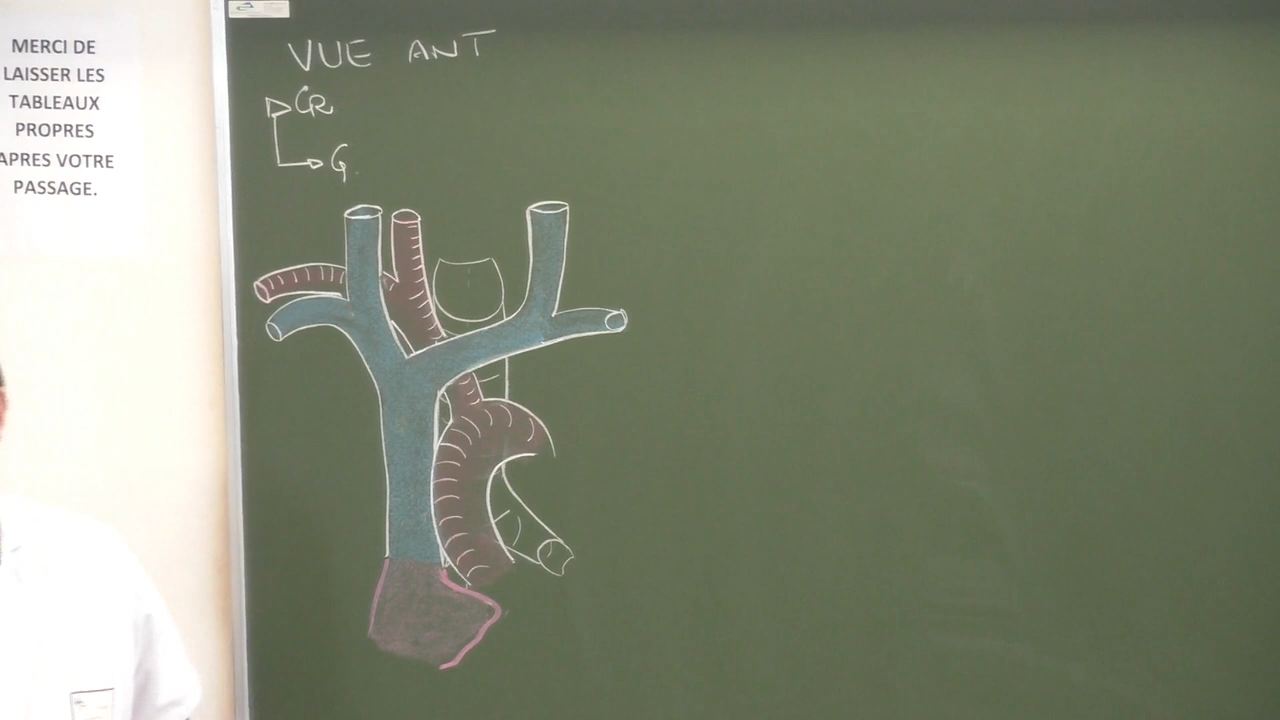 MERCI DE
LAISSER LES
TABLEAUX
PROPRES
APRES VOTRE
PASSAGE.
VUE ANT
CR
G